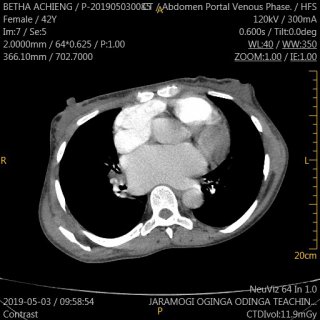 BETHA ACHIENG / P-2019050300855
Abdomen Portal Venous Phase. / HFS
Female / 42Y
120kV / 300mA
Im:7 / Se:5
0.600s / Tilt:0.0deg
2.0000mm / 64*0.625 / P:1.00
WL:40 / WW:350
366.10mm / 702.7000
ZOOM:1.00 / IE:1.00
A
R
L
20cm
NeuViz 64 In 1.0
2019-05-03 / 09:58:54
JARAMOGI OGINGA ODINGA TEACHIN...
Contrast
P
CTDIvol:11.9mGy